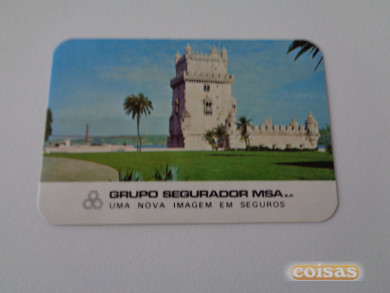 GRUPO SEGURADOR MSA s.a.
UMA NOVA IMAGEM EM SEGUROS
coisas